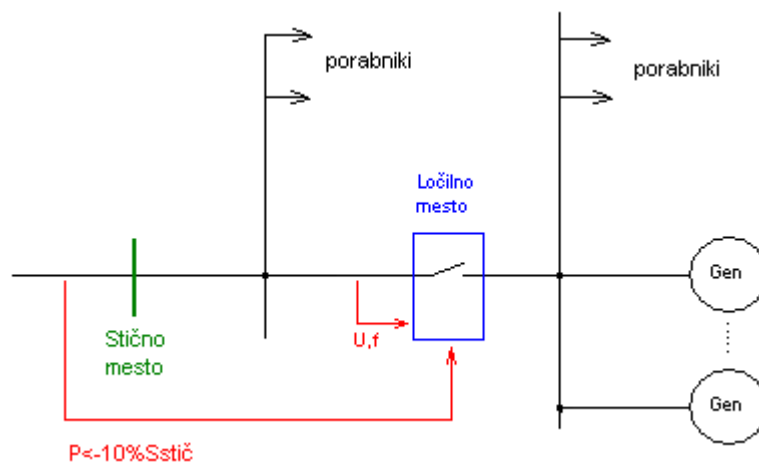 porabniki
porabniki
Ločilno
mesto
Gen
Stično
mesto
U,f
Gen
P<-10%Sstič